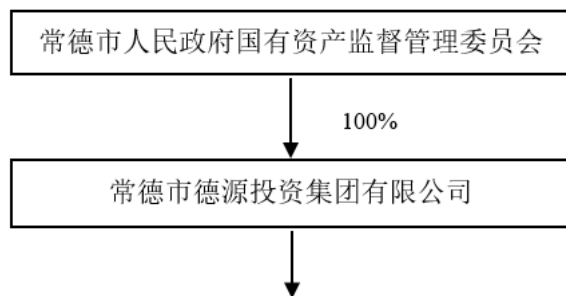 常德市人民政府国有资产监督管理委员会
100%
常德市德源投资集团有限公司